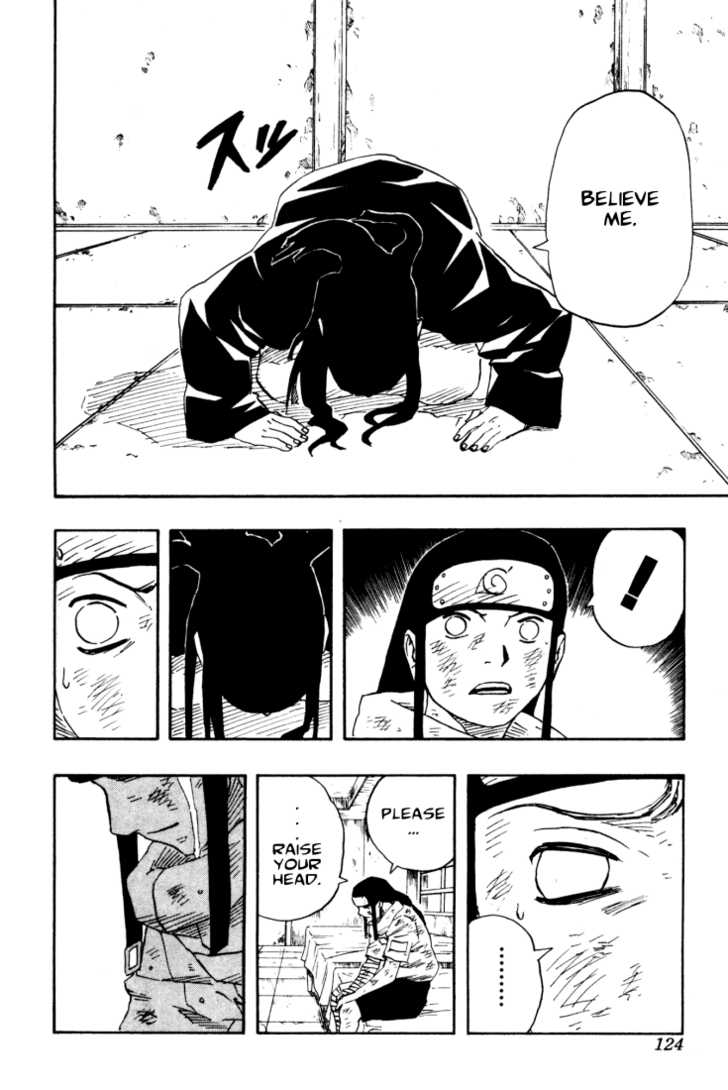 BELIEVE
ME.
スッ
!
........
PLEASE
...
...
RAISE
YOUR
HEAD.
124